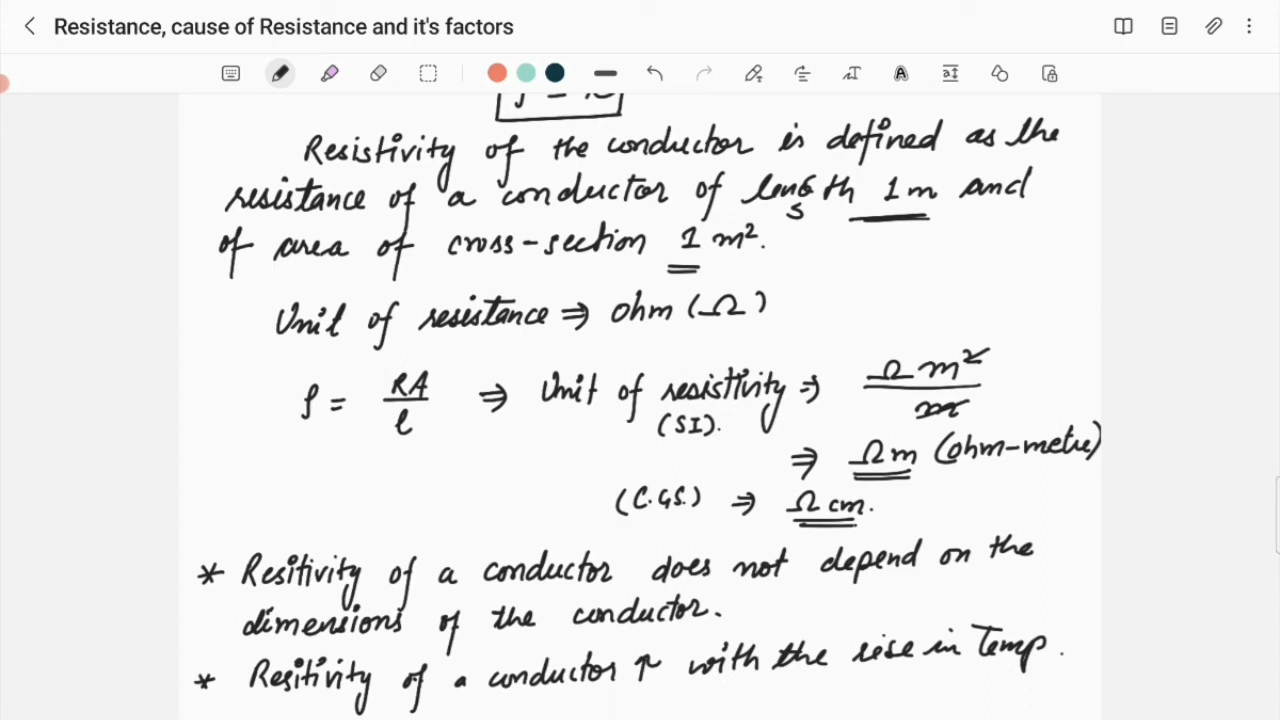 Resistance, cause of Resistance and it's factors
Resistivity of the conductor is defined as the
resistance of a conductor of length 1m and
of area of cross-section 1 m².
Unit of resistance ⇒ ohm (Ω)
ρ = RA/l ⇒ Unit of resistivity ⇒ Ω m²/m
(SI).
⇒ Ωm (ohm-metre)
(C.G.S.) ⇒ Ω cm.
* Resitivity of a conductor does not depend on the
dimensions of the conductor.
* Resitivity of a conductor ↑ with the rise in Temp.